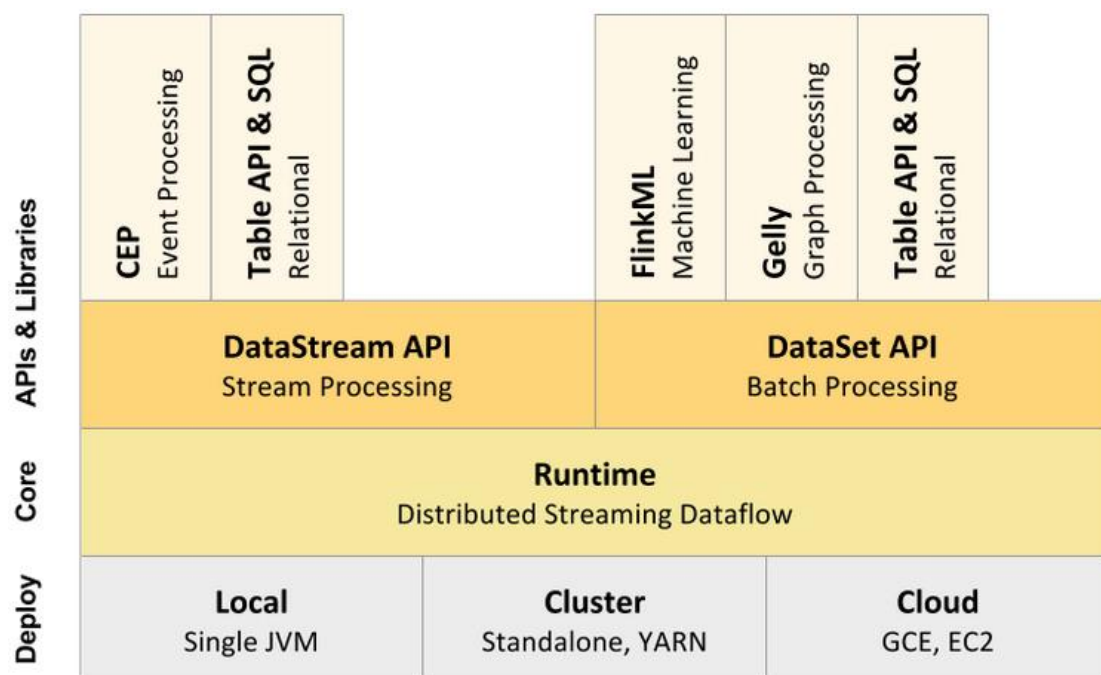 APIs & Libraries
CEP
Event Processing
Table API & SQL
Relational
FlinkML
Machine Learning
Gelly
Graph Processing
Table API & SQL
Relational
DataStream API
Stream Processing
DataSet API
Batch Processing
Core
Runtime
Distributed Streaming Dataflow
Deploy
Local
Single JVM
Cluster
Standalone, YARN
Cloud
GCE, EC2